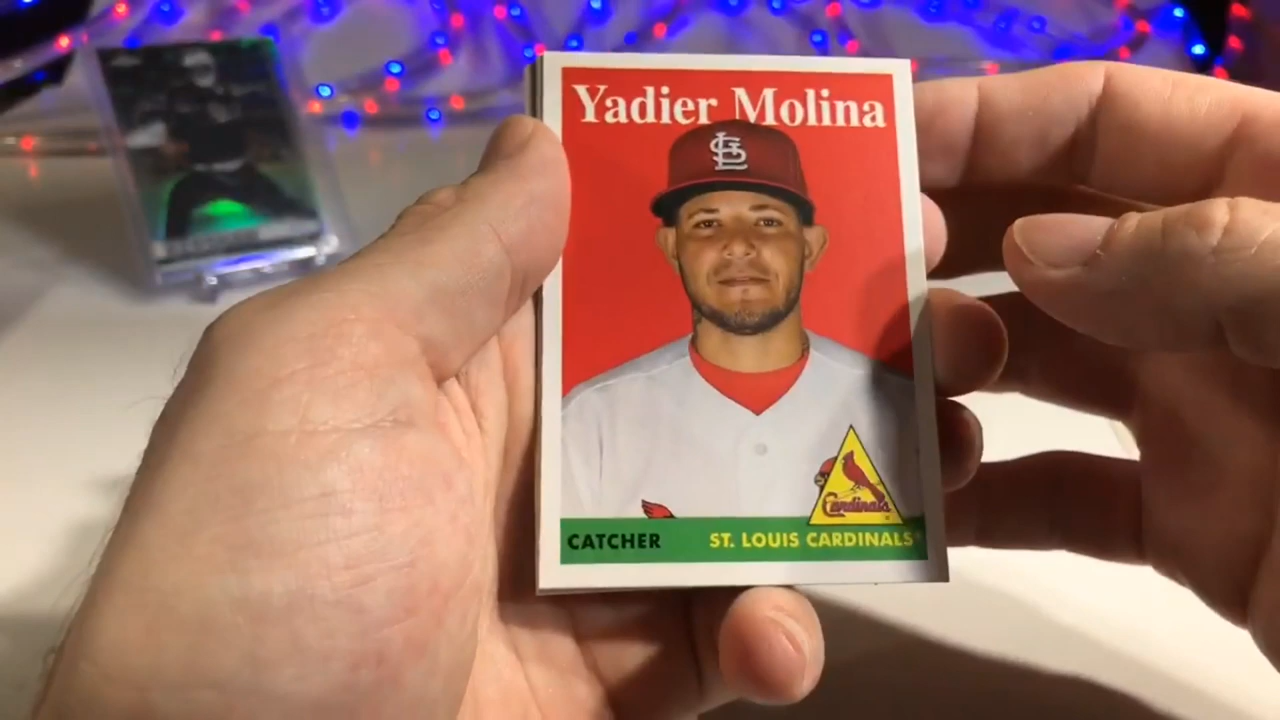 Yadier Molina
STL
Cardinals
CATCHER
ST. LOUIS CARDINALS